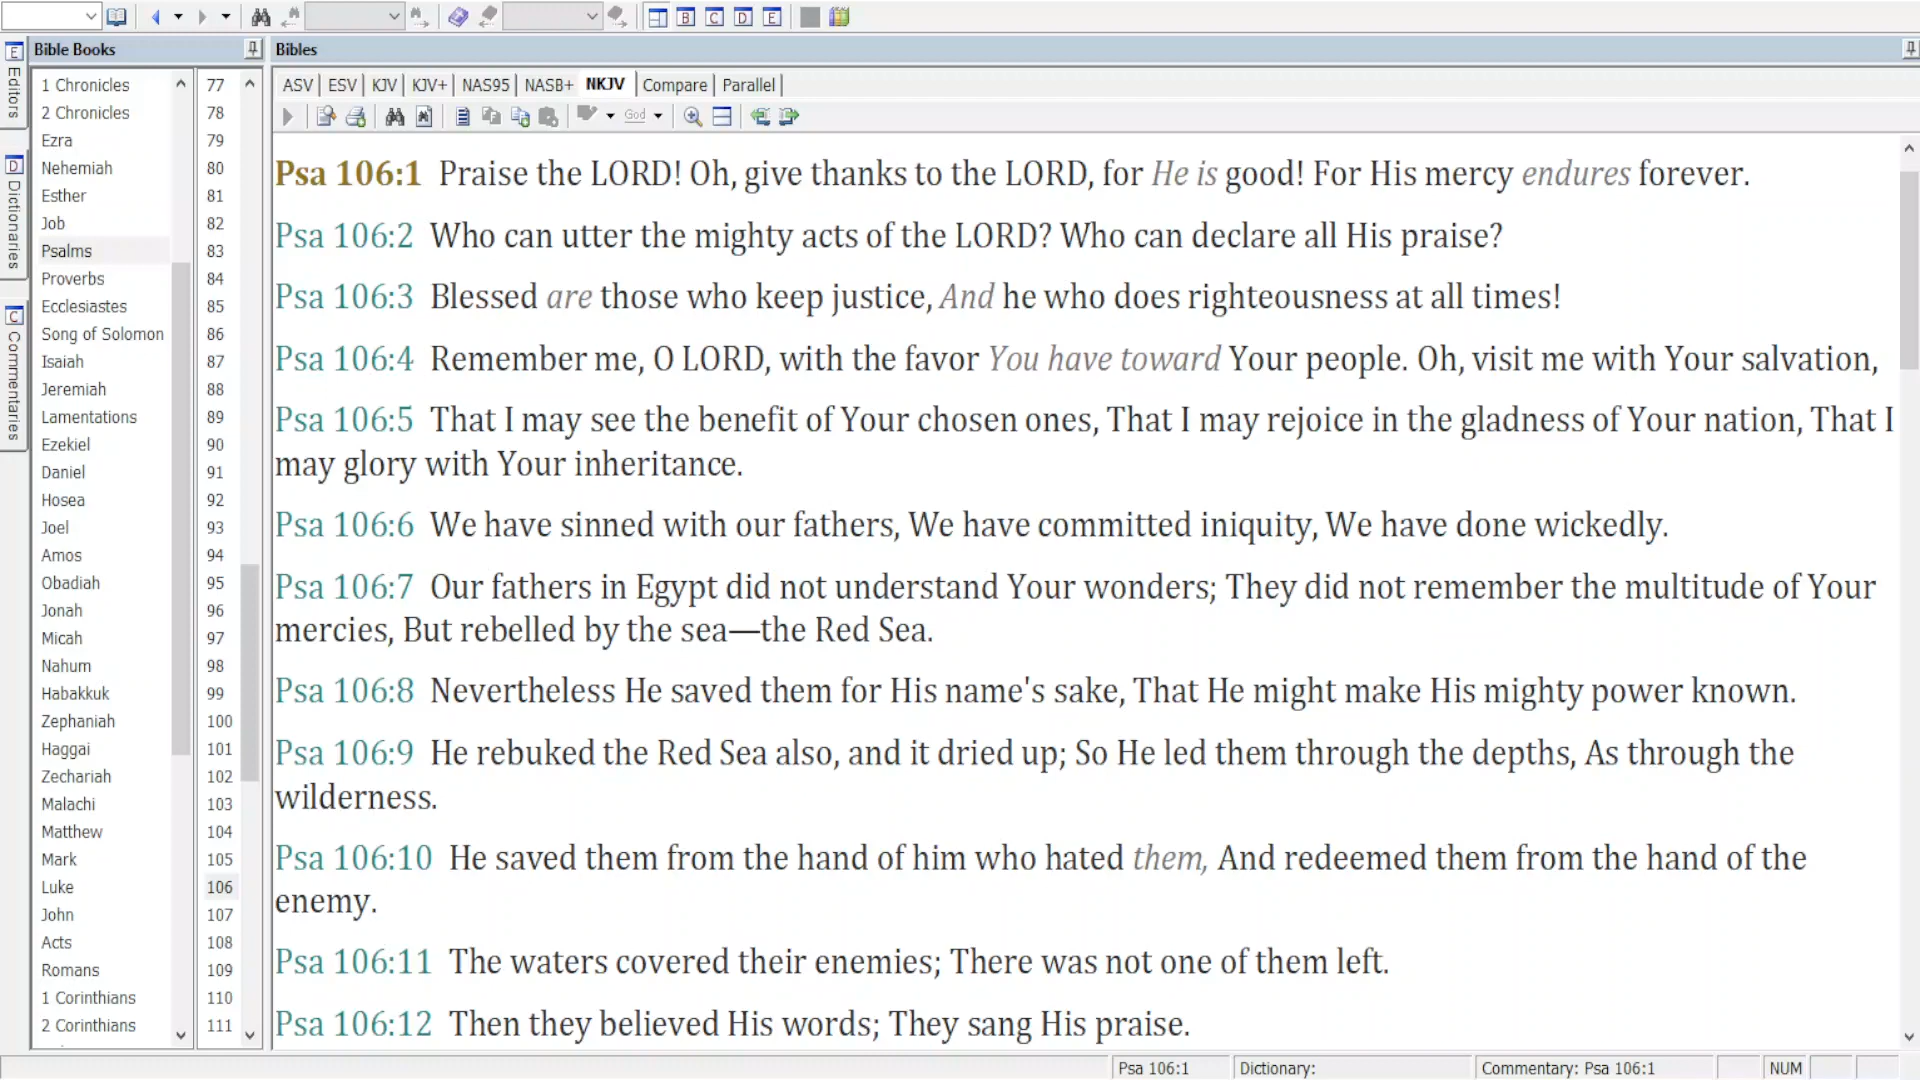 B C D E
Bible Books
Bibles
E Editors
D Dictionaries
C Commentaries
1 Chronicles
2 Chronicles
Ezra
Nehemiah
Esther
Job
Psalms
Proverbs
Ecclesiastes
Song of Solomon
Isaiah
Jeremiah
Lamentations
Ezekiel
Daniel
Hosea
Joel
Amos
Obadiah
Jonah
Micah
Nahum
Habakkuk
Zephaniah
Haggai
Zechariah
Malachi
Matthew
Mark
Luke
John
Acts
Romans
1 Corinthians
2 Corinthians
77
78
79
80
81
82
83
84
85
86
87
88
89
90
91
92
93
94
95
96
97
98
99
100
101
102
103
104
105
106
107
108
109
110
111
ASV ESV KJV KJV+ NAS95 NASB+ NKJV Compare Parallel
God
Psa 106:1 Praise the LORD! Oh, give thanks to the LORD, for He is good! For His mercy endures forever.
Psa 106:2 Who can utter the mighty acts of the LORD? Who can declare all His praise?
Psa 106:3 Blessed are those who keep justice, And he who does righteousness at all times!
Psa 106:4 Remember me, O LORD, with the favor You have toward Your people. Oh, visit me with Your salvation,
Psa 106:5 That I may see the benefit of Your chosen ones, That I may rejoice in the gladness of Your nation, That I
may glory with Your inheritance.
Psa 106:6 We have sinned with our fathers, We have committed iniquity, We have done wickedly.
Psa 106:7 Our fathers in Egypt did not understand Your wonders; They did not remember the multitude of Your
mercies, But rebelled by the sea—the Red Sea.
Psa 106:8 Nevertheless He saved them for His name's sake, That He might make His mighty power known.
Psa 106:9 He rebuked the Red Sea also, and it dried up; So He led them through the depths, As through the
wilderness.
Psa 106:10 He saved them from the hand of him who hated them, And redeemed them from the hand of the
enemy.
Psa 106:11 The waters covered their enemies; There was not one of them left.
Psa 106:12 Then they believed His words; They sang His praise.
Psa 106:1 Dictionary: Commentary: Psa 106:1 NUM